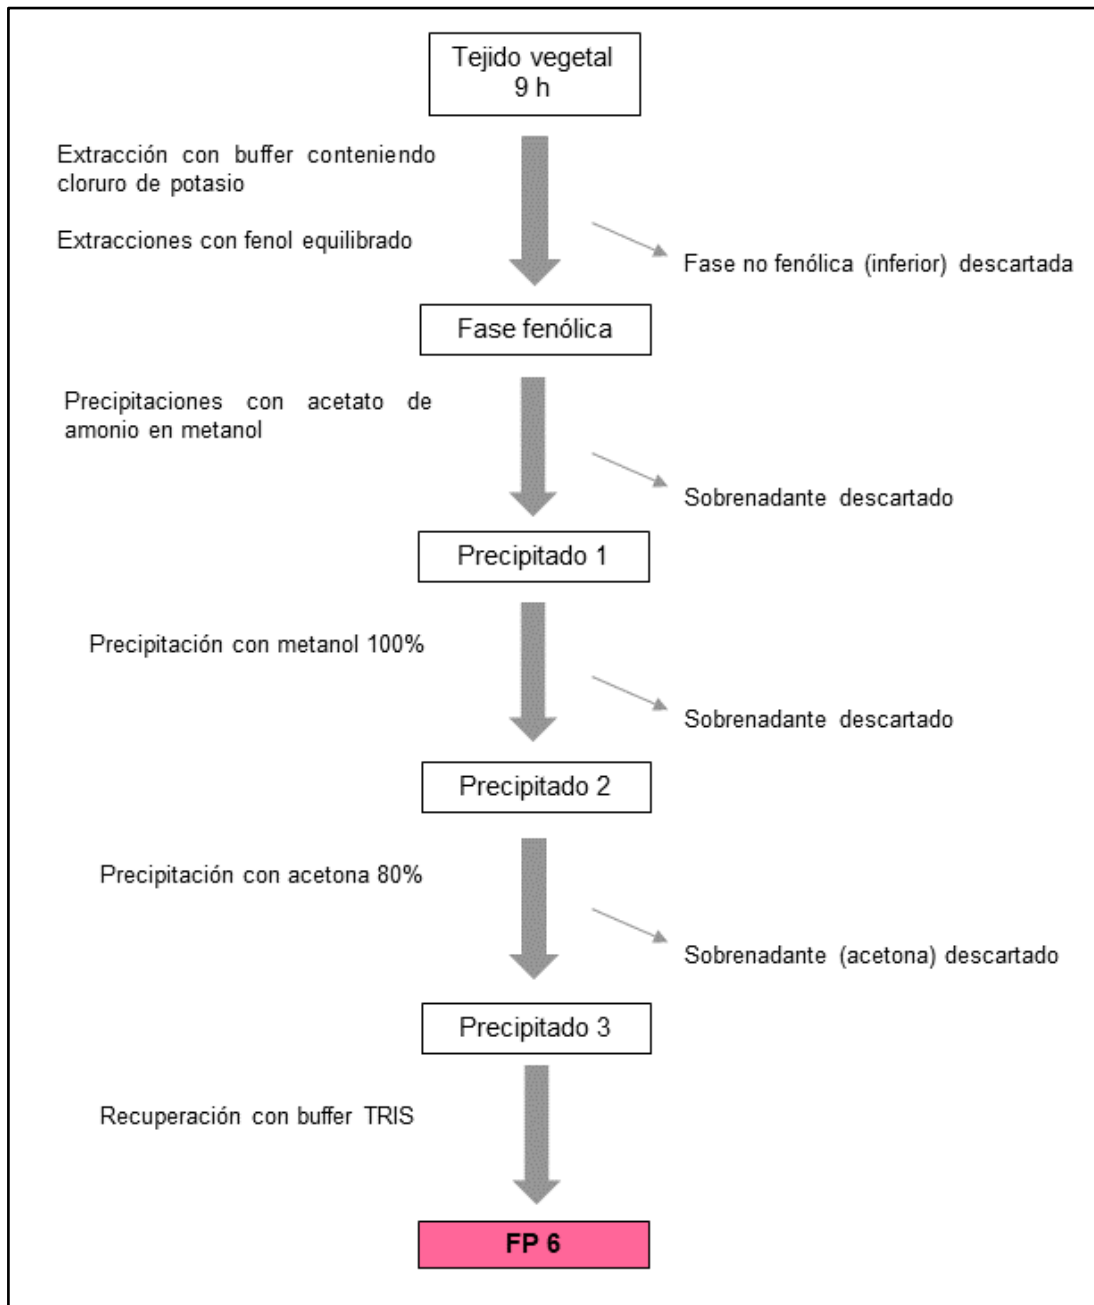 Tejido vegetal
9 h
Extracción con buffer conteniendo
cloruro de potasio
Extracciones con fenol equilibrado
Fase no fenólica (inferior) descartada
Fase fenólica
Precipitaciones con acetato de
amonio en metanol
Sobrenadante descartado
Precipitado 1
Precipitación con metanol 100%
Sobrenadante descartado
Precipitado 2
Precipitación con acetona 80%
Sobrenadante (acetona) descartado
Precipitado 3
Recuperación con buffer TRIS
FP 6